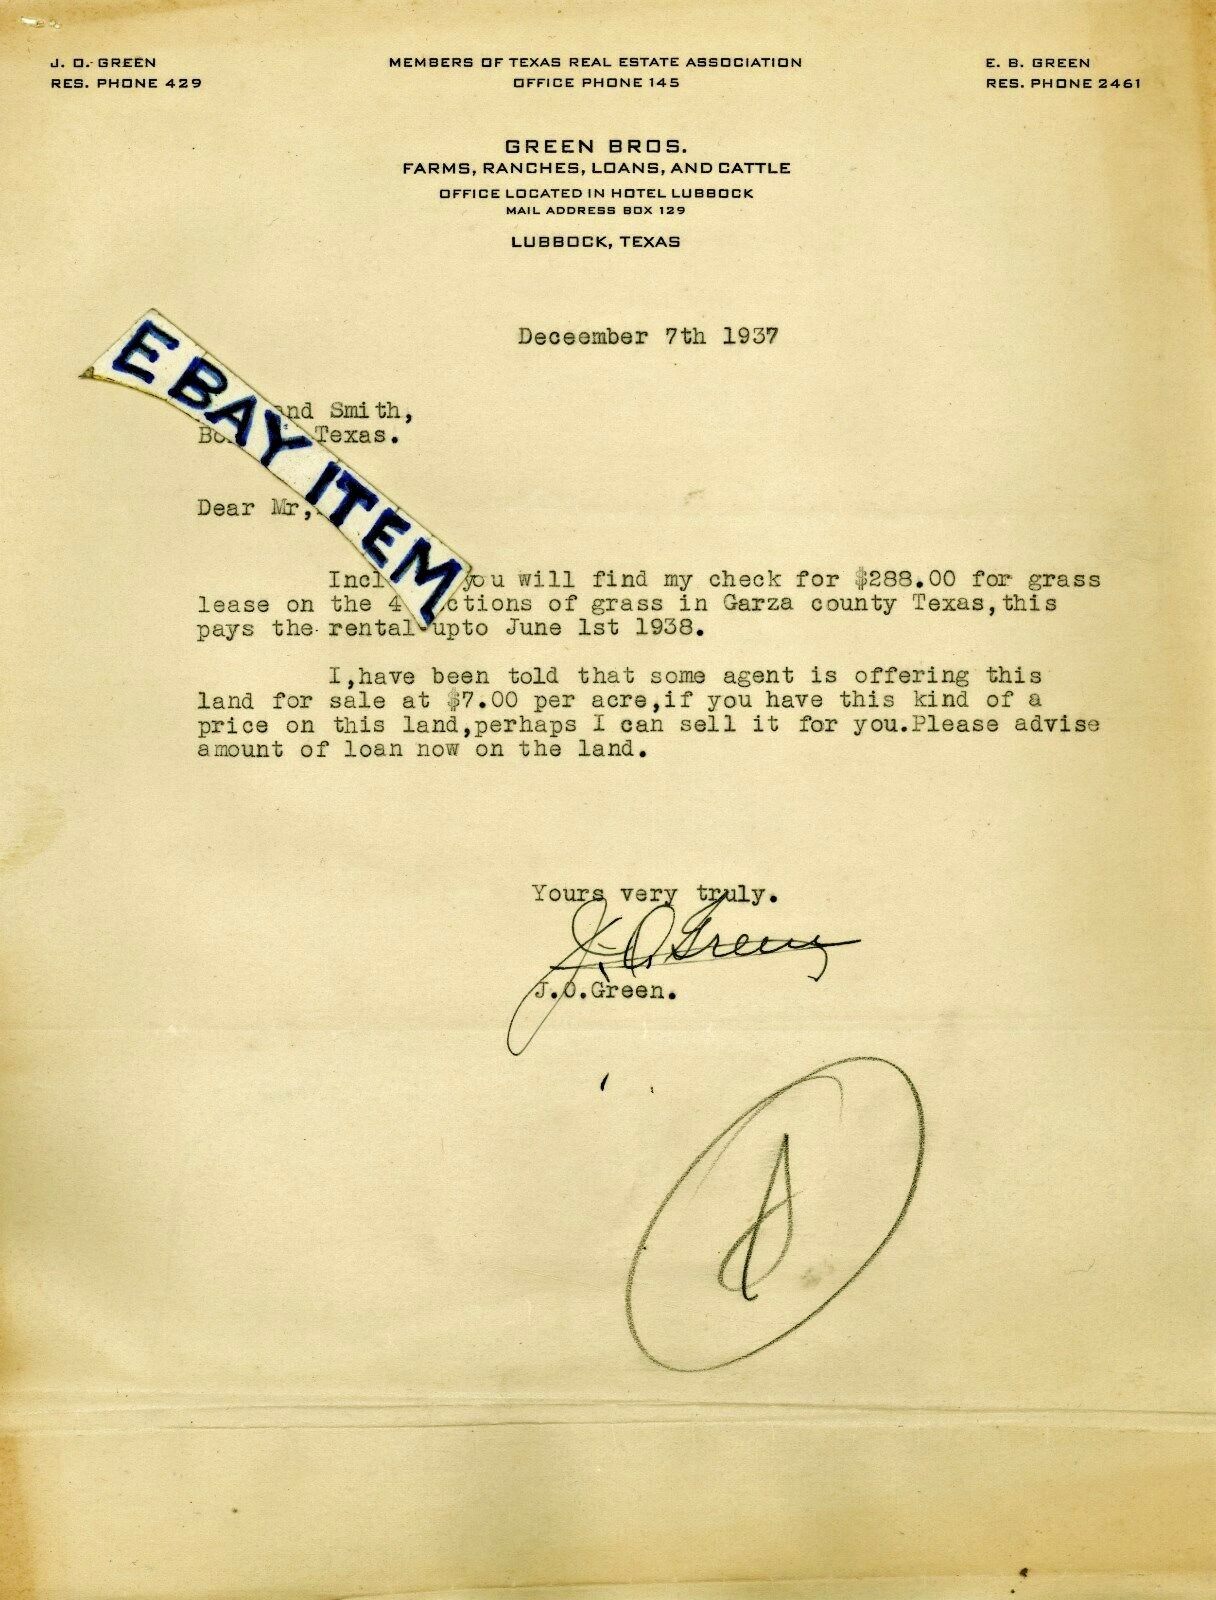 J. O. GREEN
RES. PHONE 429
MEMBERS OF TEXAS REAL ESTATE ASSOCIATION
OFFICE PHONE 145
E. B. GREEN
RES. PHONE 2461
GREEN BROS.
FARMS, RANCHES, LOANS, AND CATTLE
OFFICE LOCATED IN HOTEL LUBBOCK
MAIL ADDRESS BOX 129
LUBBOCK, TEXAS
Deceember 7th 1937
EBAY ITEM
Smith,
Texas.
Dear Mr,
you will find my check for $288.00 for grass
lease on the 4 of grass in Garza county Texas,this
pays the rental upto June 1st 1938.
I,have been told that some agent is offering this
land for sale at $7.00 per acre,if you have this kind of a
price on this land,perhaps I can sell it for you.Please advise
amount of loan now on the land.
Yours very truly.
J. O. Green
J.O.Green.